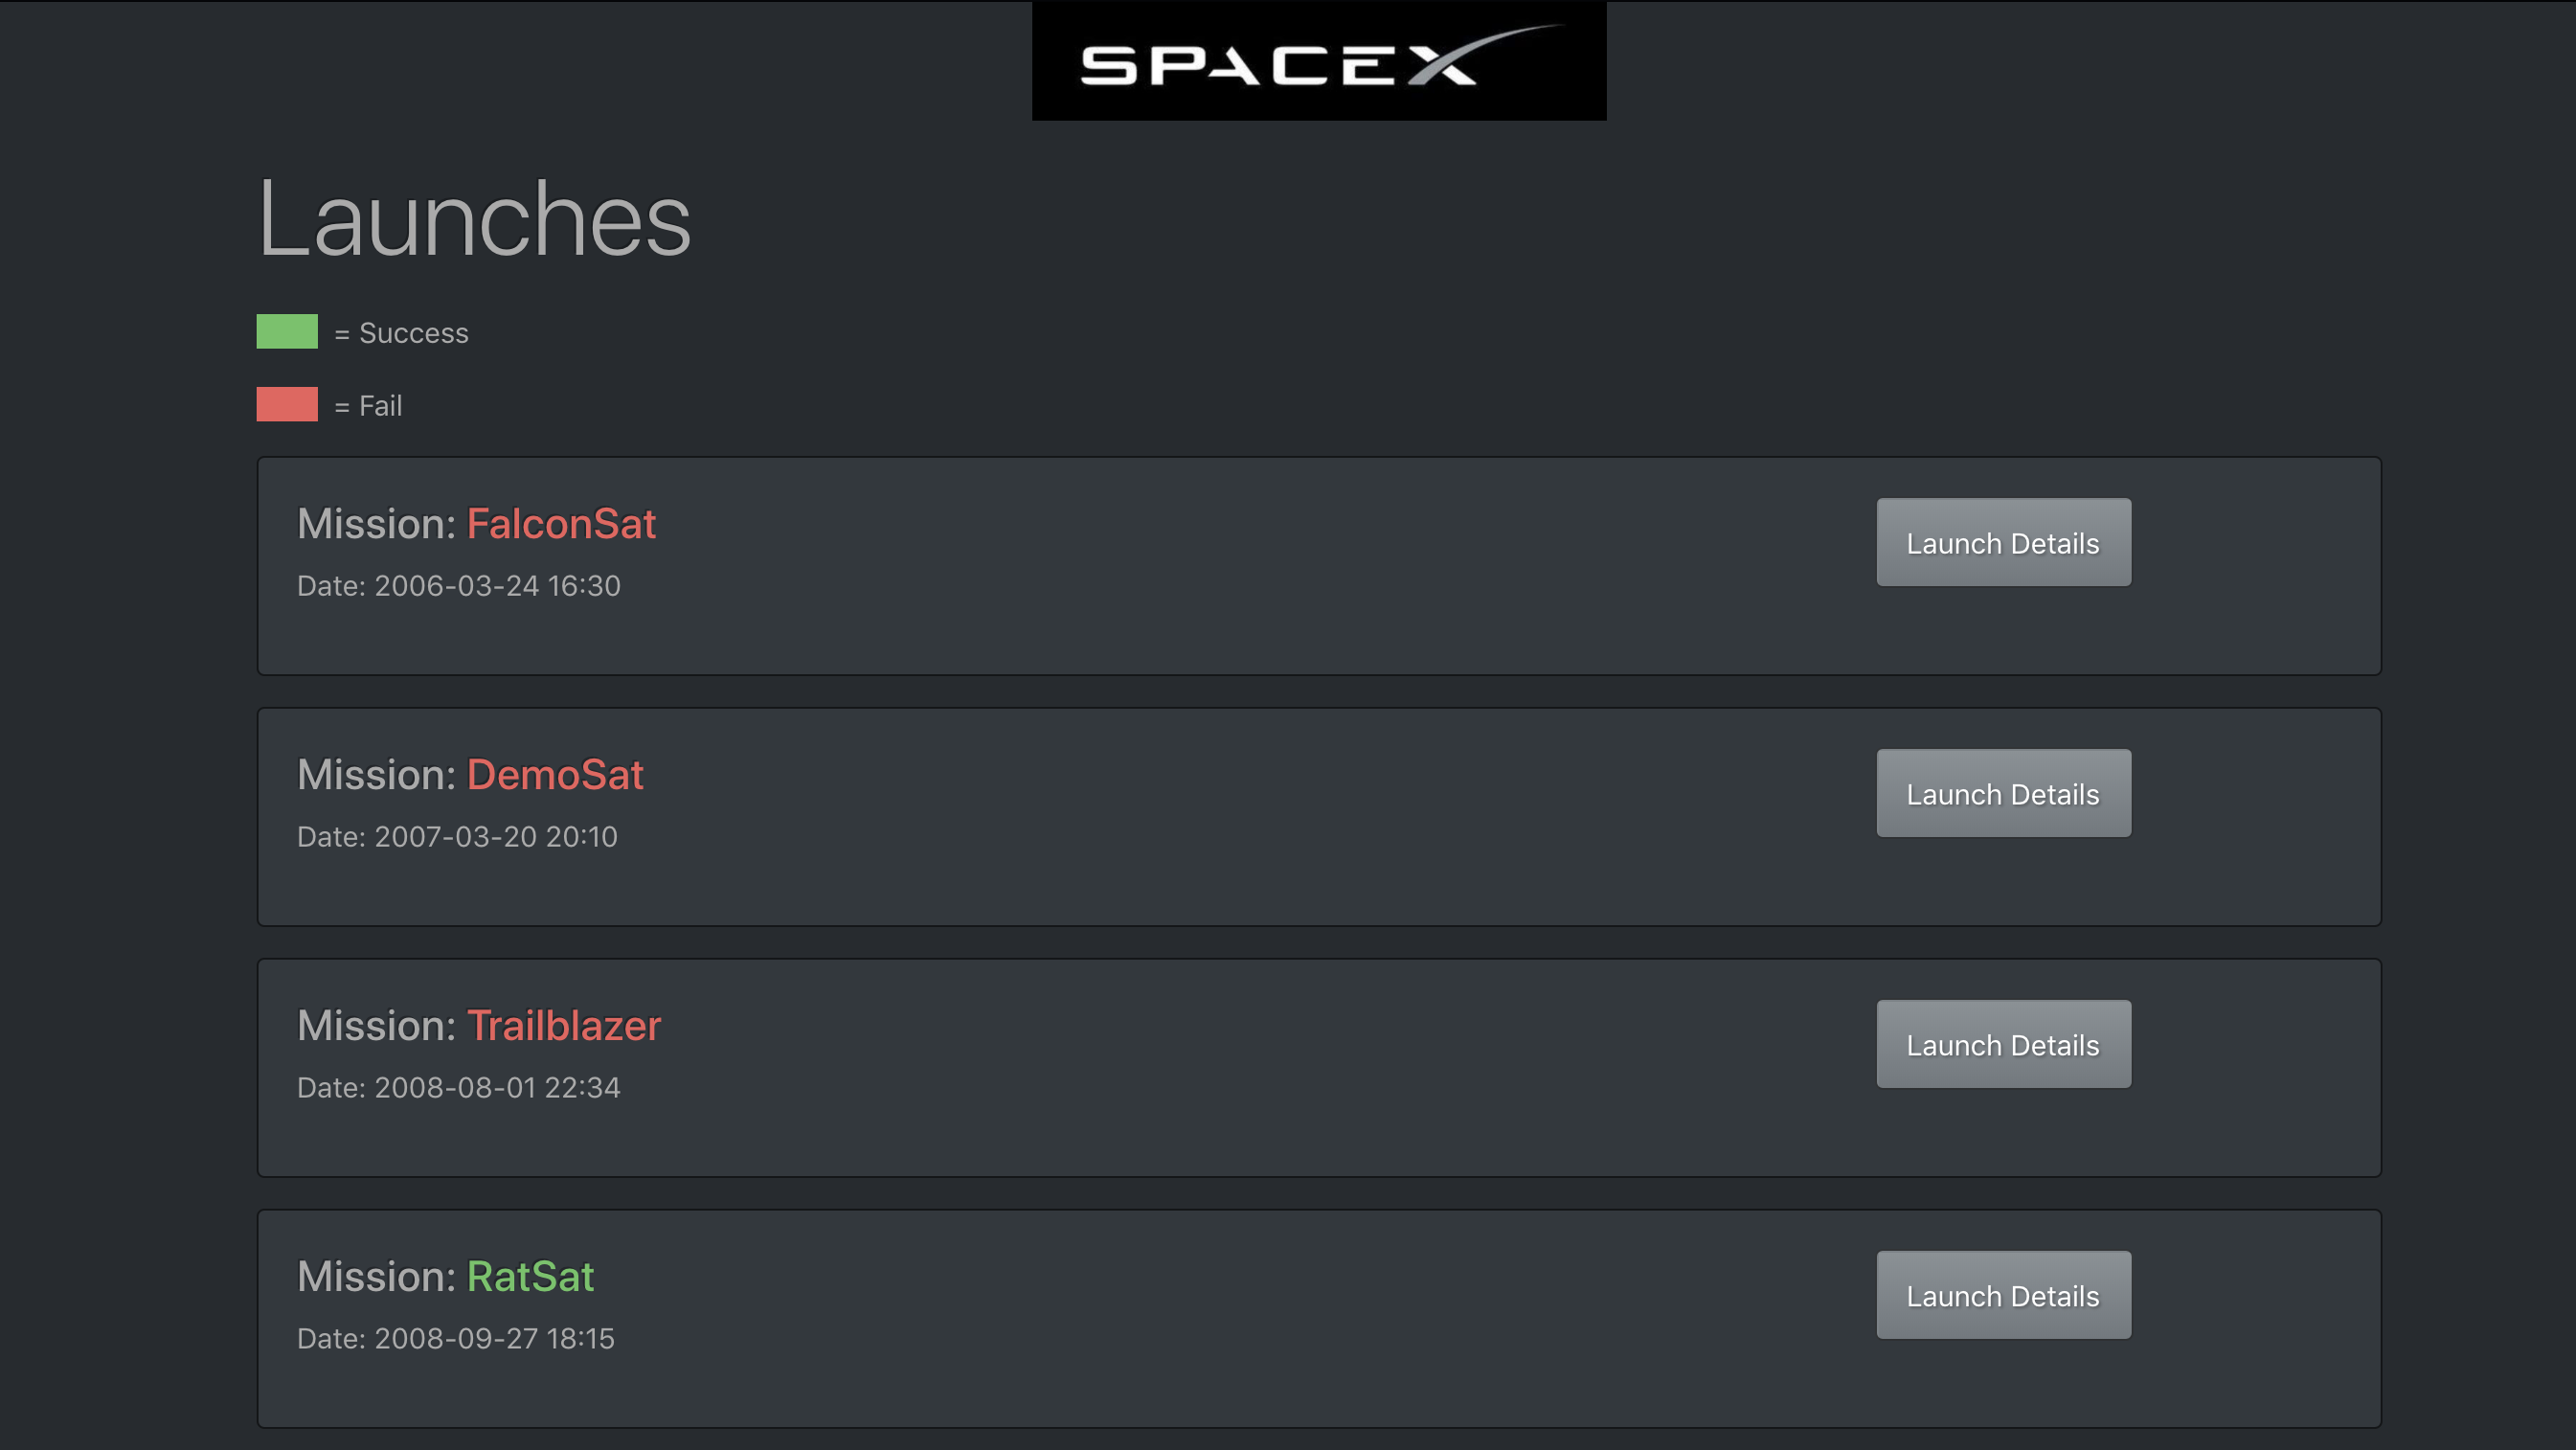 SPACEX
Launches
= Success
= Fail
Mission: FalconSat
Launch Details
Date: 2006-03-24 16:30
Mission: DemoSat
Launch Details
Date: 2007-03-20 20:10
Mission: Trailblazer
Launch Details
Date: 2008-08-01 22:34
Mission: RatSat
Launch Details
Date: 2008-09-27 18:15